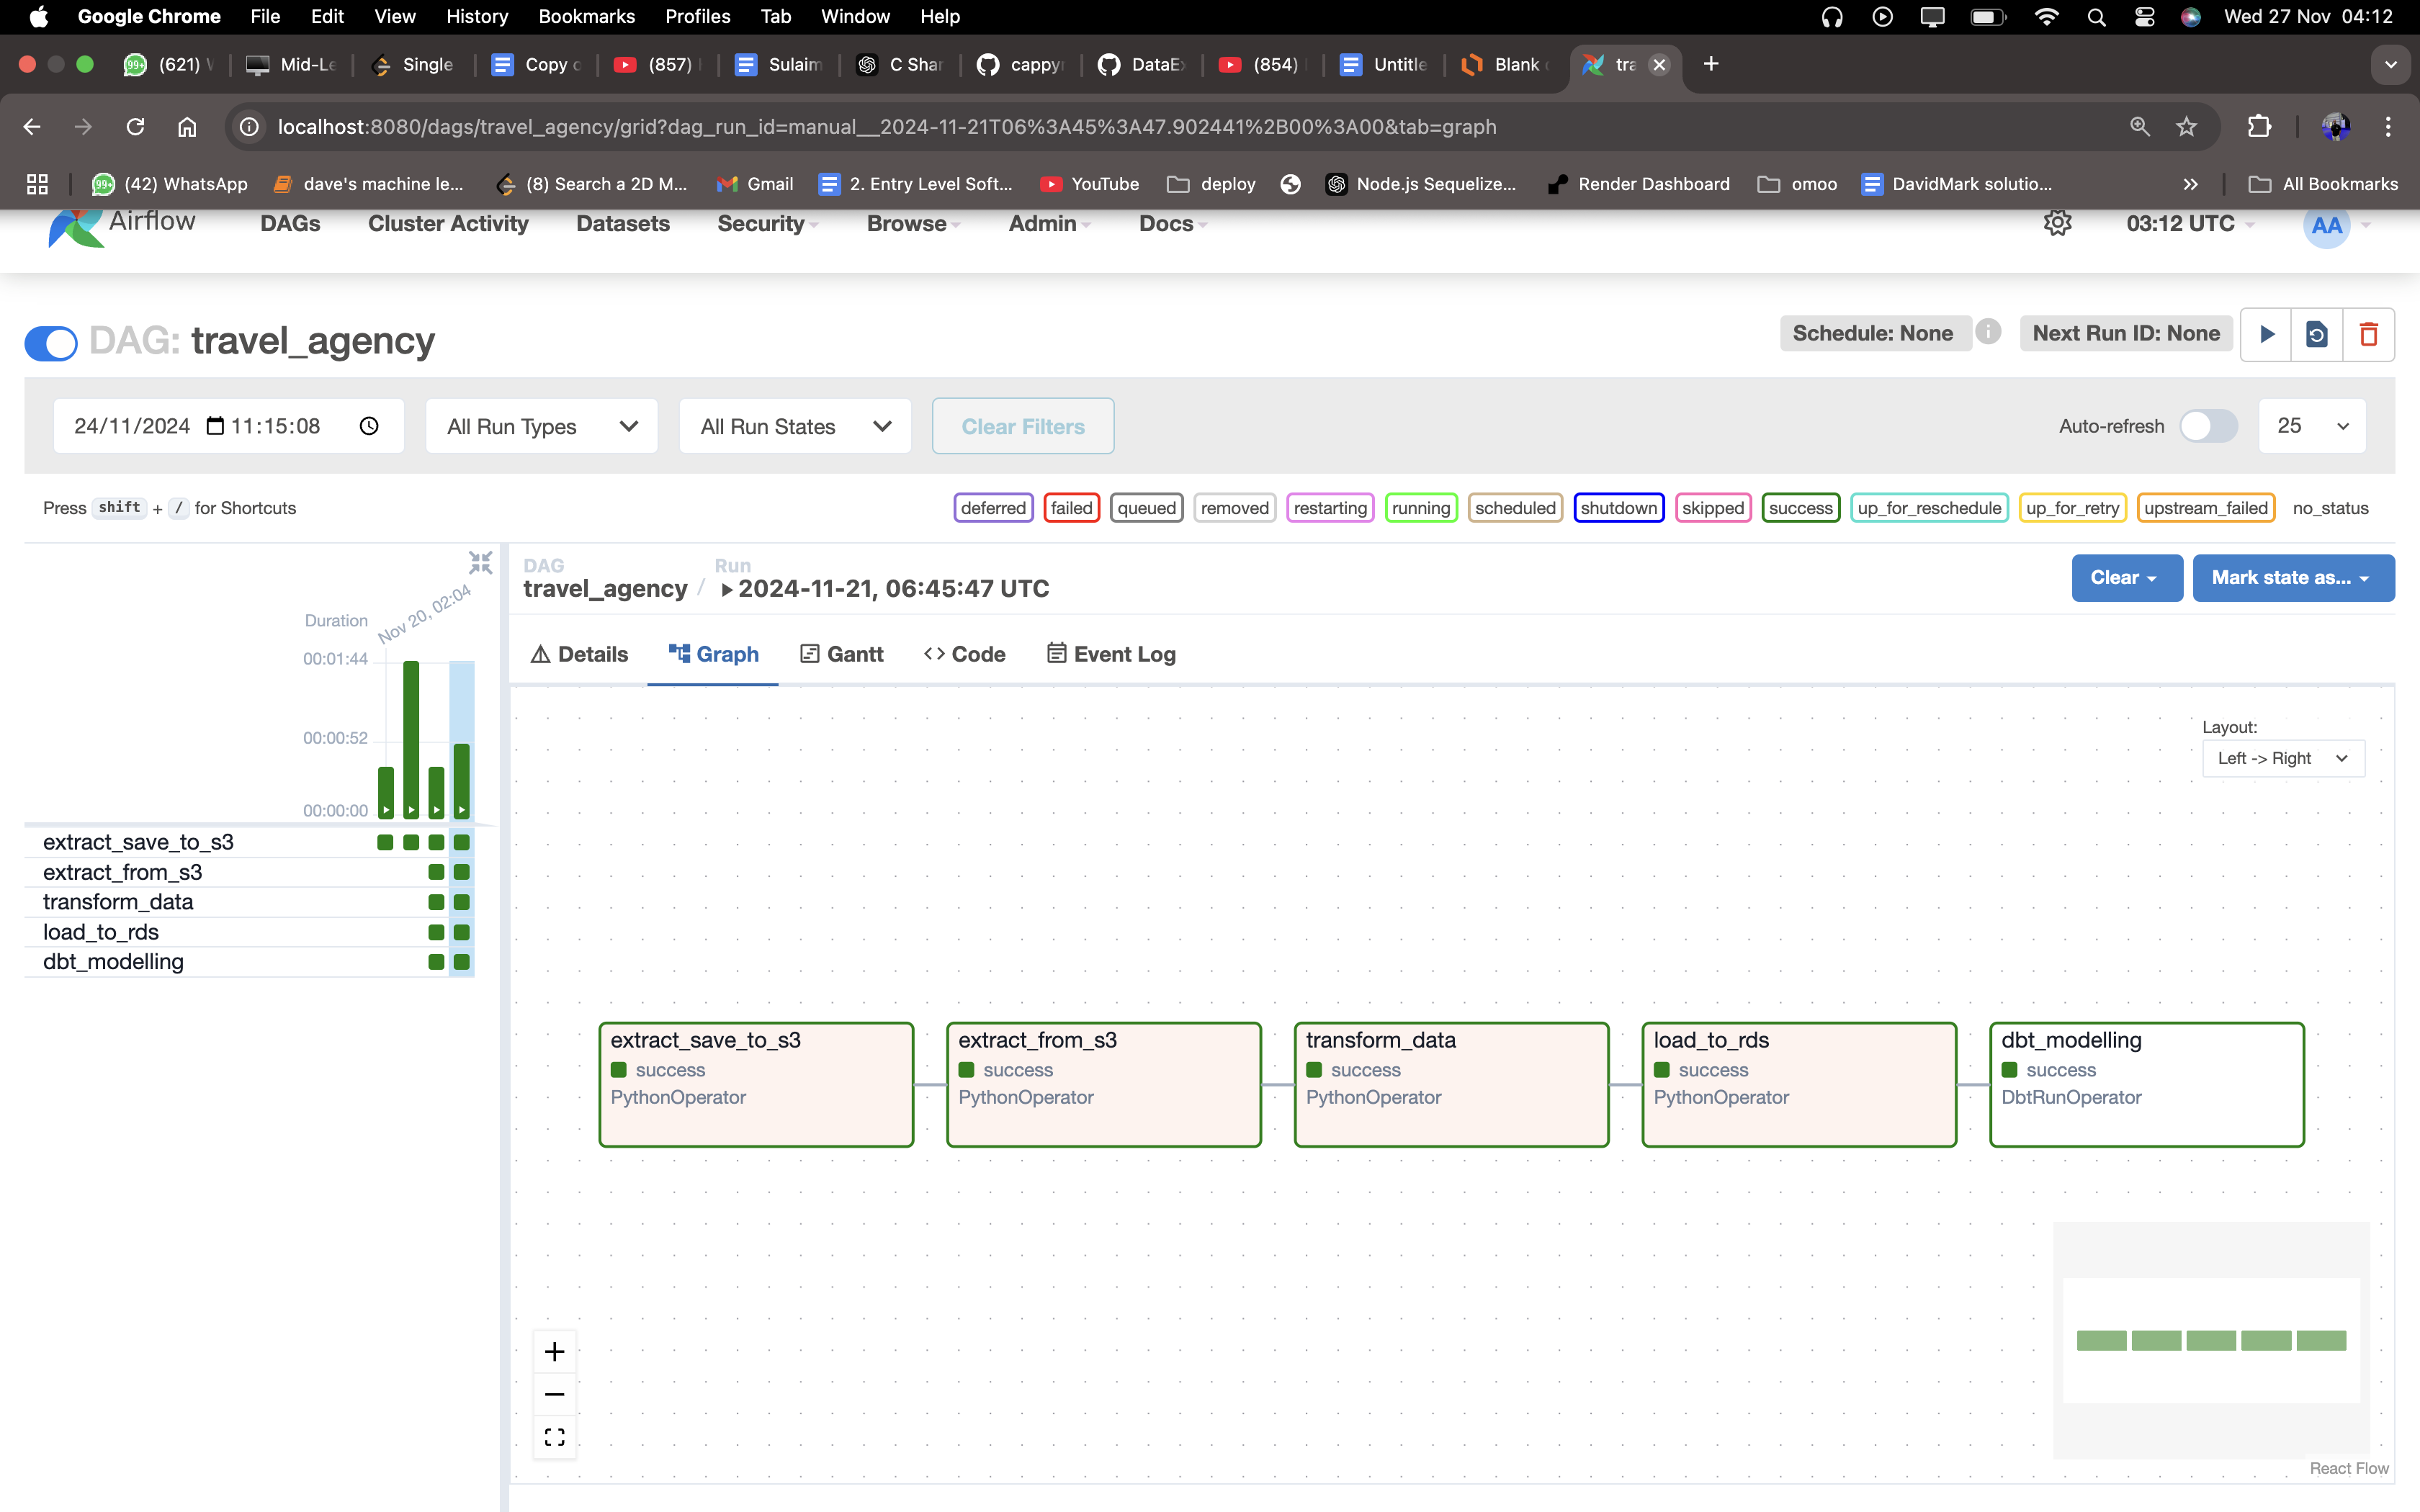 Google Chrome File Edit View History Bookmarks Profiles Tab Window Help Wed 27 Nov 04:12
99+ (621) Mid-Le Single Copy (857) Sulaim C Shar cappy DataEx (854) Untitle Blank tra
localhost:8080/dags/travel_agency/grid?dag_run_id=manual__2024-11-21T06%3A45%3A47.902441%2B00%3A00&tab=graph
99+ (42) WhatsApp dave's machine le... (8) Search a 2D M... Gmail 2. Entry Level Soft... YouTube deploy Node.js Sequelize... Render Dashboard omoo DavidMark solutio... All Bookmarks
Airflow DAGs Cluster Activity Datasets Security Browse Admin Docs 03:12 UTC AA
DAG: travel_agency Schedule: None Next Run ID: None
24/11/2024 11:15:08 All Run Types All Run States Clear Filters Auto-refresh 25
Press shift + / for Shortcuts deferred failed queued removed restarting running scheduled shutdown skipped success up_for_reschedule up_for_retry upstream_failed no_status
DAG Run
travel_agency / 2024-11-21, 06:45:47 UTC Clear Mark state as...
Nov 20, 02:04
Duration
00:01:44
00:00:52
00:00:00
extract_save_to_s3
extract_from_s3
transform_data
load_to_rds
dbt_modelling
Details Graph Gantt <> Code Event Log
Layout:
Left -> Right
extract_save_to_s3
success
PythonOperator
extract_from_s3
success
PythonOperator
transform_data
success
PythonOperator
load_to_rds
success
PythonOperator
dbt_modelling
success
DbtRunOperator
React Flow